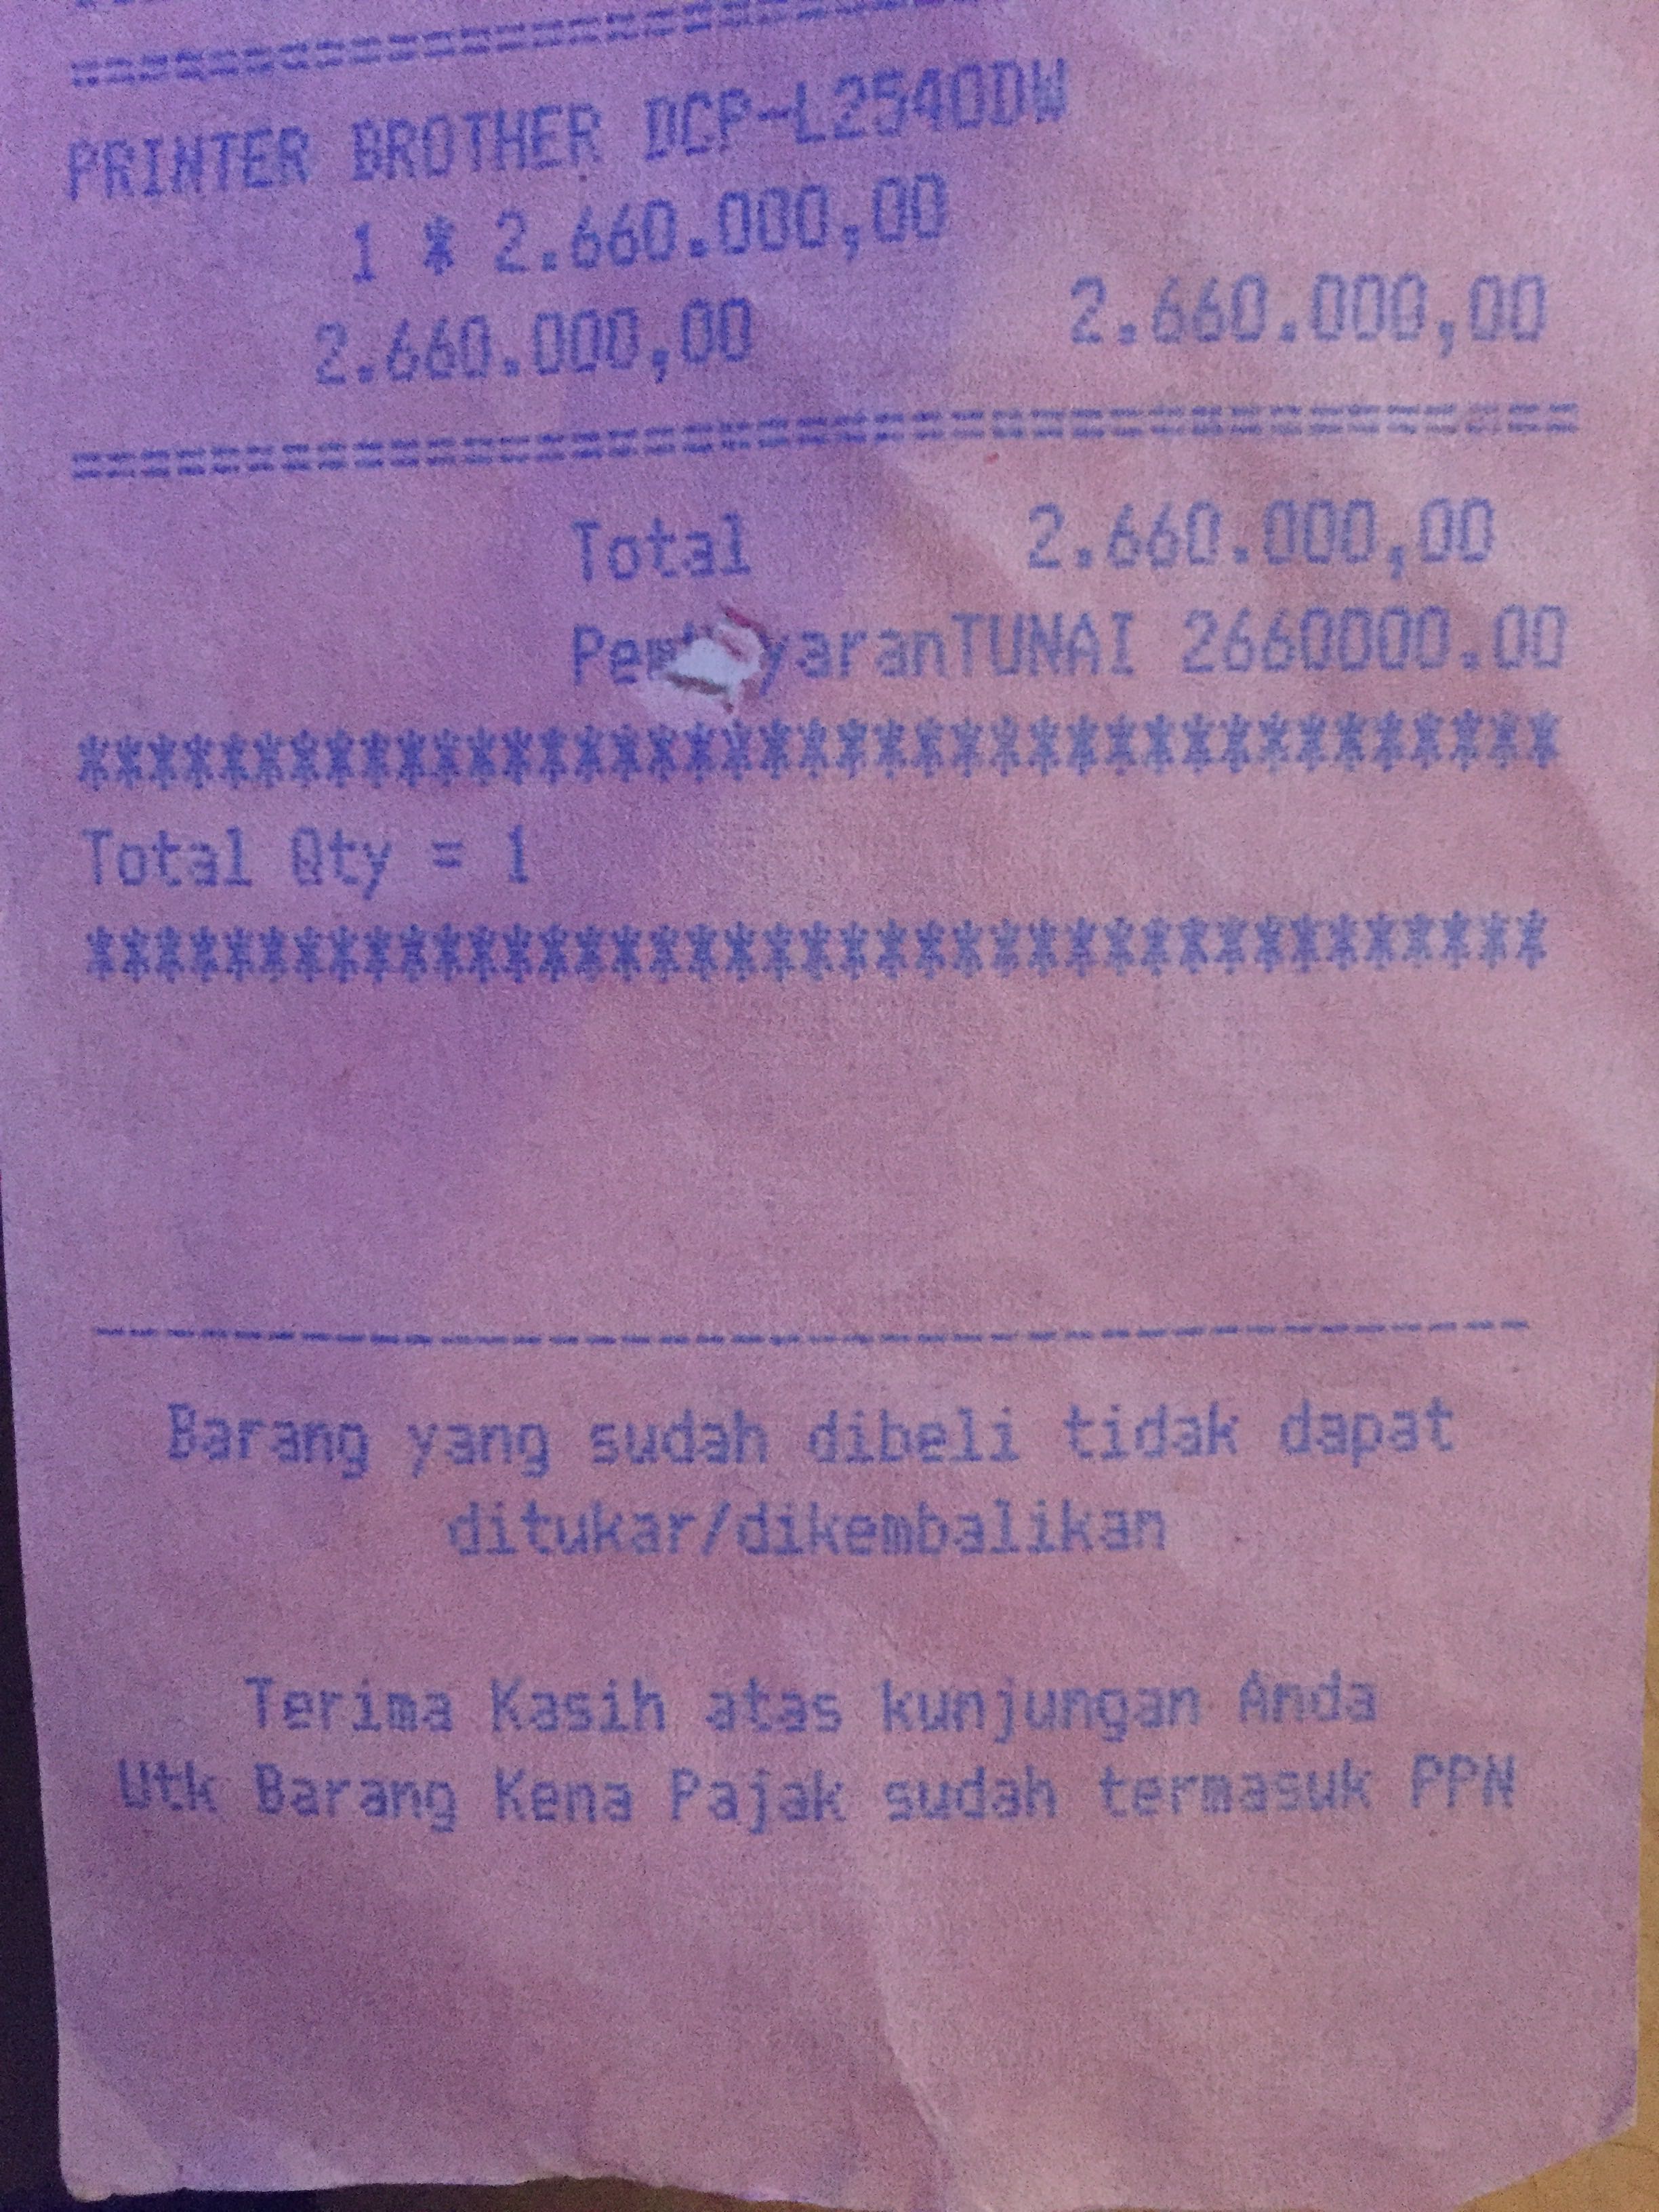 ==========================================
PRINTER BROTHER DCP-L2540DW
1 * 2.660.000,00
2.660.000,00 2.660.000,00
==========================================
Total 2.660.000,00
TUNAI 2660000.00
******************************************
Total Qty = 1
******************************************
------------------------------------------
Barang yang sudah dibeli tidak dapat
ditukar/dikembalikan
Terima Kasih atas kunjungan Anda
Utk Barang Kena Pajak sudah termasuk PPN